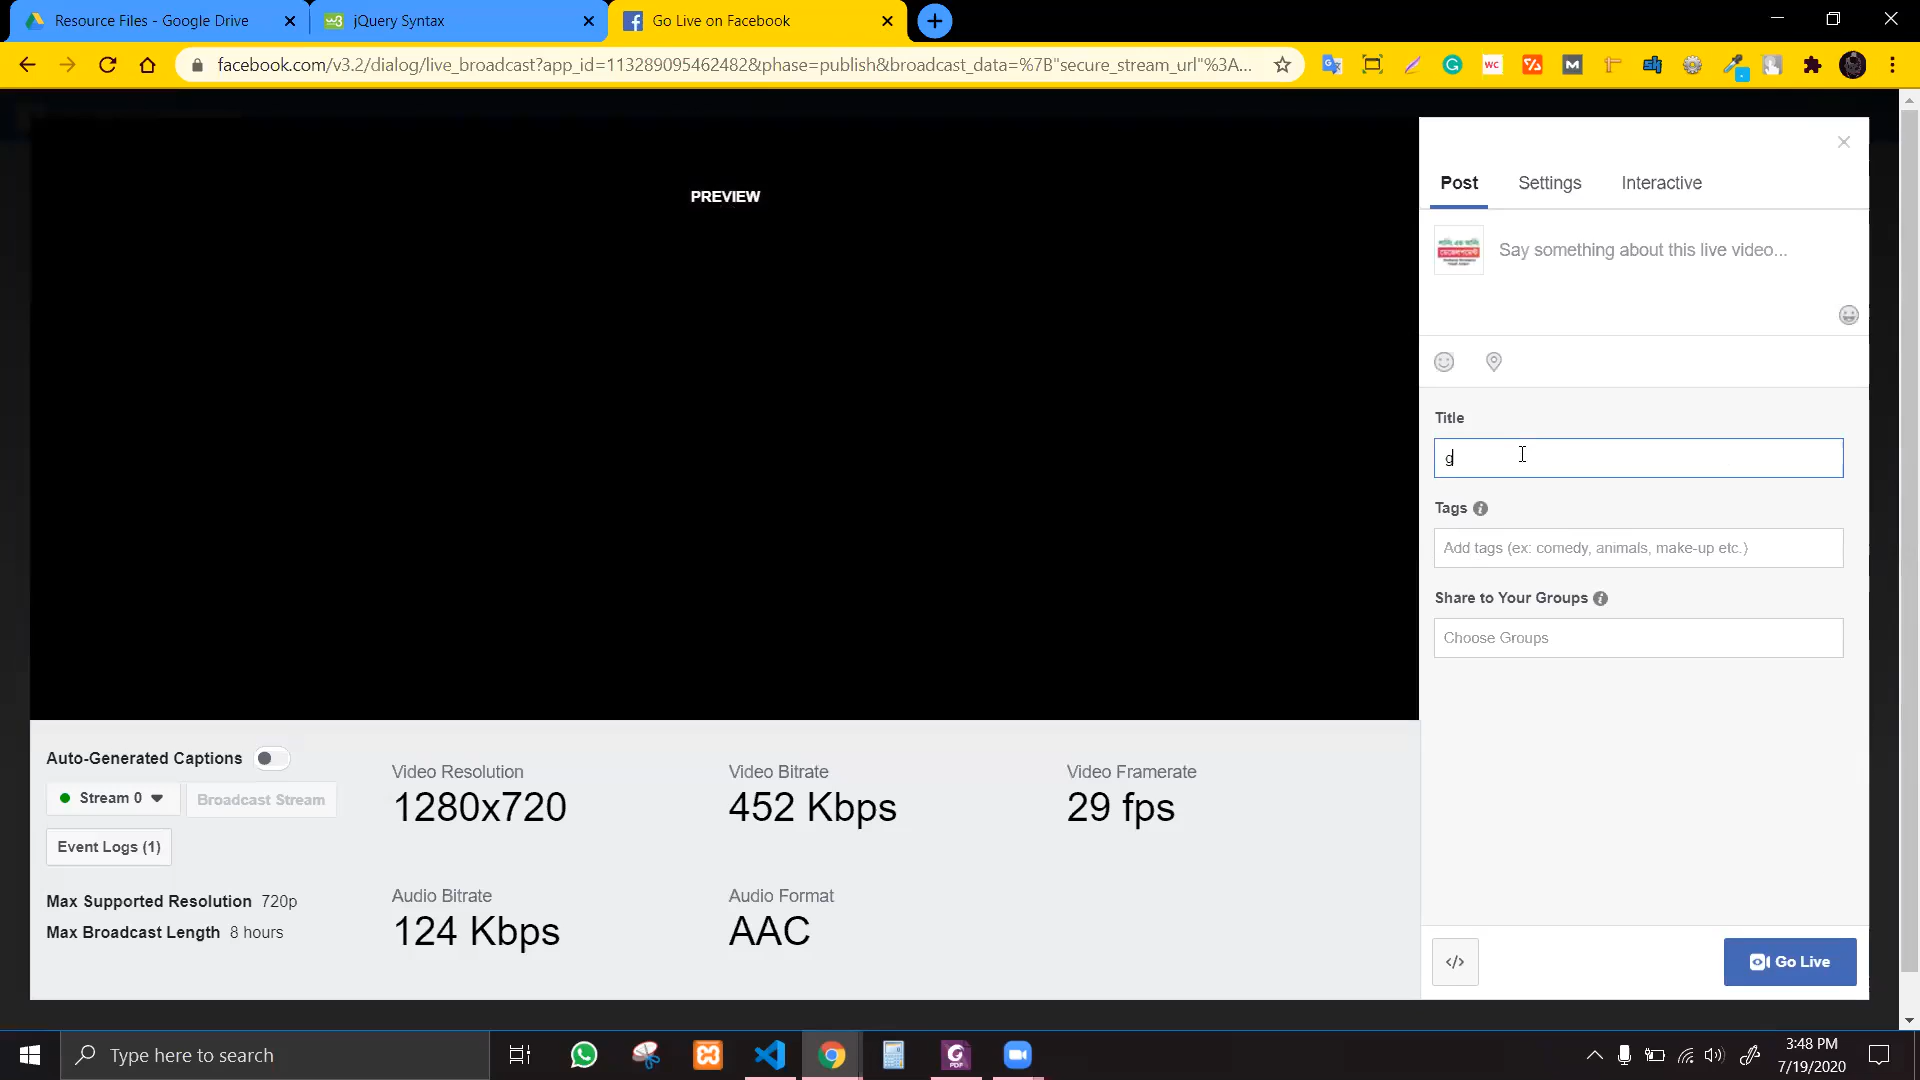 Resource Files - Google Drive
jQuery Syntax
Go Live on Facebook
facebook.com/v3.2/dialog/live_broadcast?app_id=113289095462482&phase=publish&broadcast_data=%7B"secure_stream_url"%3A...
PREVIEW
Post
Settings
Interactive
Say something about this live video...
Title
g
Tags
Add tags (ex: comedy, animals, make-up etc.)
Share to Your Groups
Choose Groups
Auto-Generated Captions
Stream 0
Broadcast Stream
Event Logs (1)
Max Supported Resolution 720p
Max Broadcast Length 8 hours
Video Resolution
1280x720
Video Bitrate
452 Kbps
Video Framerate
29 fps
Audio Bitrate
124 Kbps
Audio Format
AAC
</>
Go Live
Type here to search
3:48 PM
7/19/2020